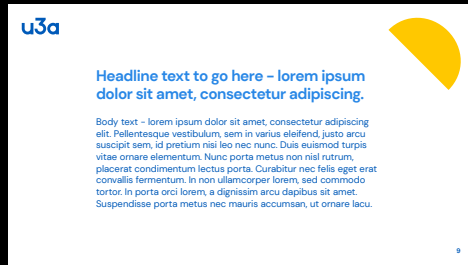 u3a
Headline text to go here – lorem ipsum
dolor sit amet, consectetur adipiscing.
Body text – lorem ipsum dolor sit amet, consectetur adipiscing
elit. Pellentesque vestibulum, sem in varius eleifend, justo arcu
suscipit sem, id pretium nisi leo nec nunc. Duis euismod turpis
vitae ornare elementum. Nunc porta metus non nisl rutrum,
placerat condimentum lectus porta. Curabitur nec felis eget erat
convallis fermentum. In non ullamcorper lorem, sed commodo
tortor. In porta orci lorem, a dignissim arcu dapibus sit amet.
Suspendisse porta metus nec mauris accumsan, ut ornare lacu.
9